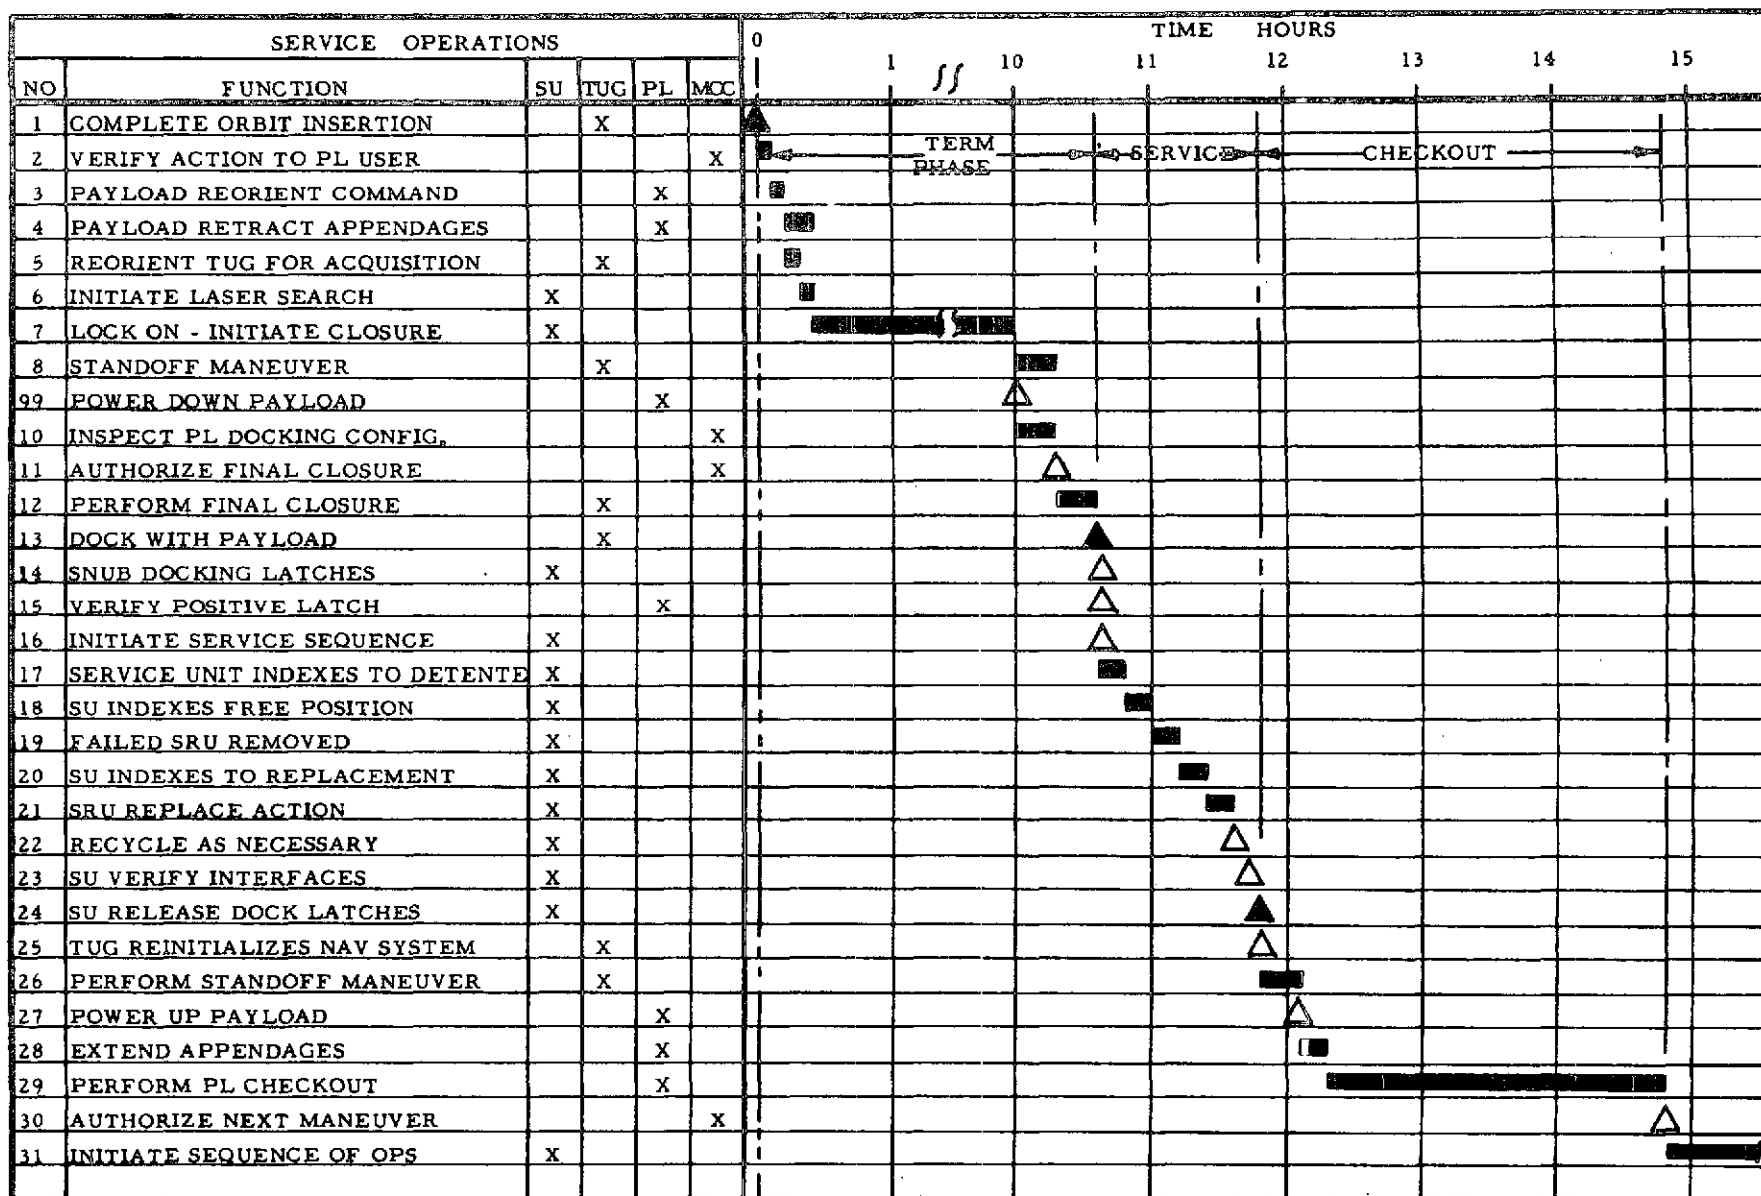 SERVICE OPERATIONS
TIME HOURS
0 1 10 11 12 13 14 15
NO FUNCTION SU TUG PL MCC
1 COMPLETE ORBIT INSERTION X
2 VERIFY ACTION TO PL USER X
TERM PHASE SERVICE CHECKOUT
3 PAYLOAD REORIENT COMMAND X
4 PAYLOAD RETRACT APPENDAGES X
5 REORIENT TUG FOR ACQUISITION X
6 INITIATE LASER SEARCH X
7 LOCK ON - INITIATE CLOSURE X
8 STANDOFF MANEUVER X
99 POWER DOWN PAYLOAD X
10 INSPECT PL DOCKING CONFIG. X
11 AUTHORIZE FINAL CLOSURE X
12 PERFORM FINAL CLOSURE X
13 DOCK WITH PAYLOAD X
14 SNUB DOCKING LATCHES X
15 VERIFY POSITIVE LATCH X
16 INITIATE SERVICE SEQUENCE X
17 SERVICE UNIT INDEXES TO DETENTE X
18 SU INDEXES FREE POSITION X
19 FAILED SRU REMOVED X
20 SU INDEXES TO REPLACEMENT X
21 SRU REPLACE ACTION X
22 RECYCLE AS NECESSARY X
23 SU VERIFY INTERFACES X
24 SU RELEASE DOCK LATCHES X
25 TUG REINITIALIZES NAV SYSTEM X
26 PERFORM STANDOFF MANEUVER X
27 POWER UP PAYLOAD X
28 EXTEND APPENDAGES X
29 PERFORM PL CHECKOUT X
30 AUTHORIZE NEXT MANEUVER X
31 INITIATE SEQUENCE OF OPS X